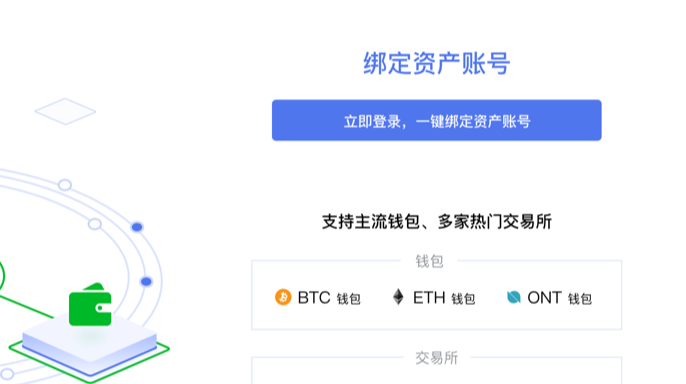 绑定资产账号
立即登录，一键绑定资产账号
支持主流钱包、多家热门交易所
钱包
BTC 钱包 ETH 钱包 ONT 钱包
交易所